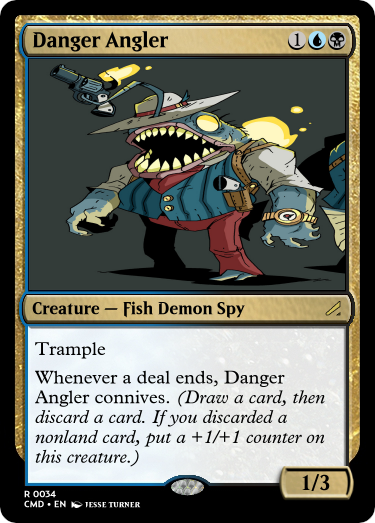 Danger Angler 1
Creature — Fish Demon Spy
Trample
Whenever a deal ends, Danger
Angler connives. (Draw a card, then
discard a card. If you discarded a
nonland card, put a +1/+1 counter on
this creature.)
1/3
R 0034
CMD • EN JESSE TURNER